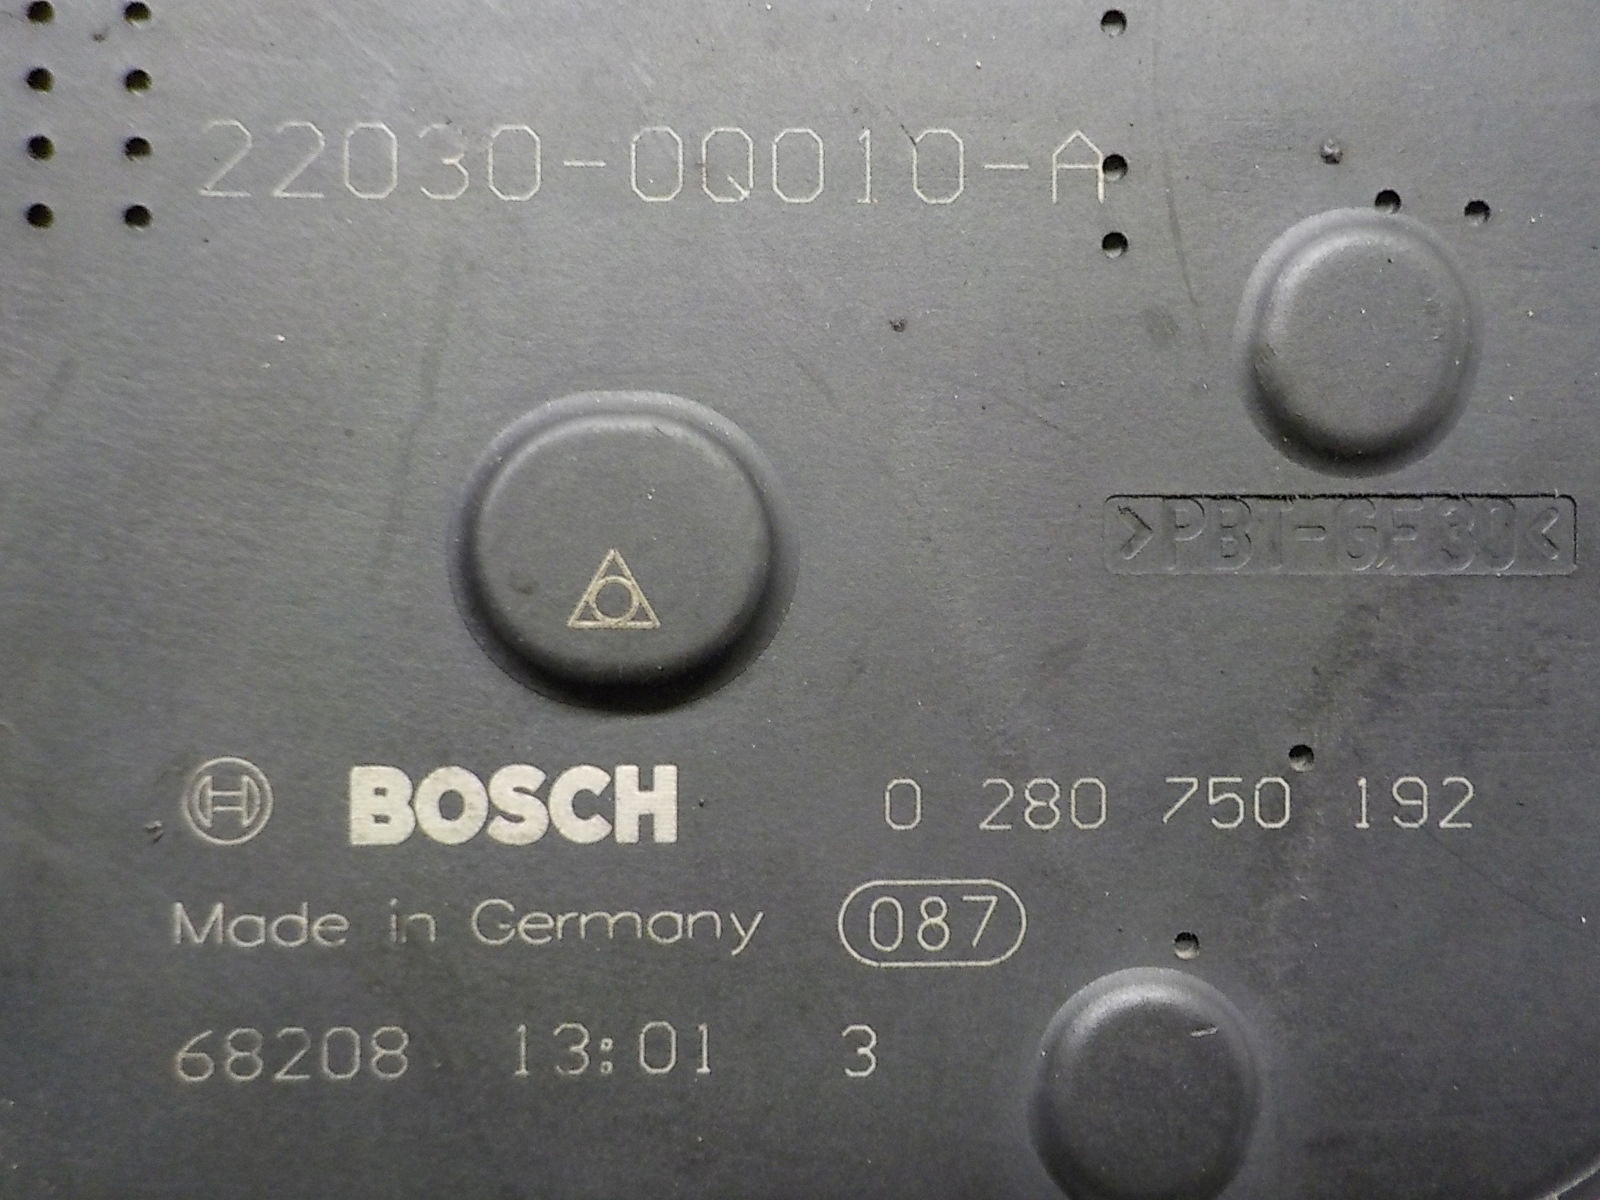 22030-0Q010-A
>PBT-GF30<
BOSCH 0 280 750 192
Made in Germany 087
68208 13:01 3